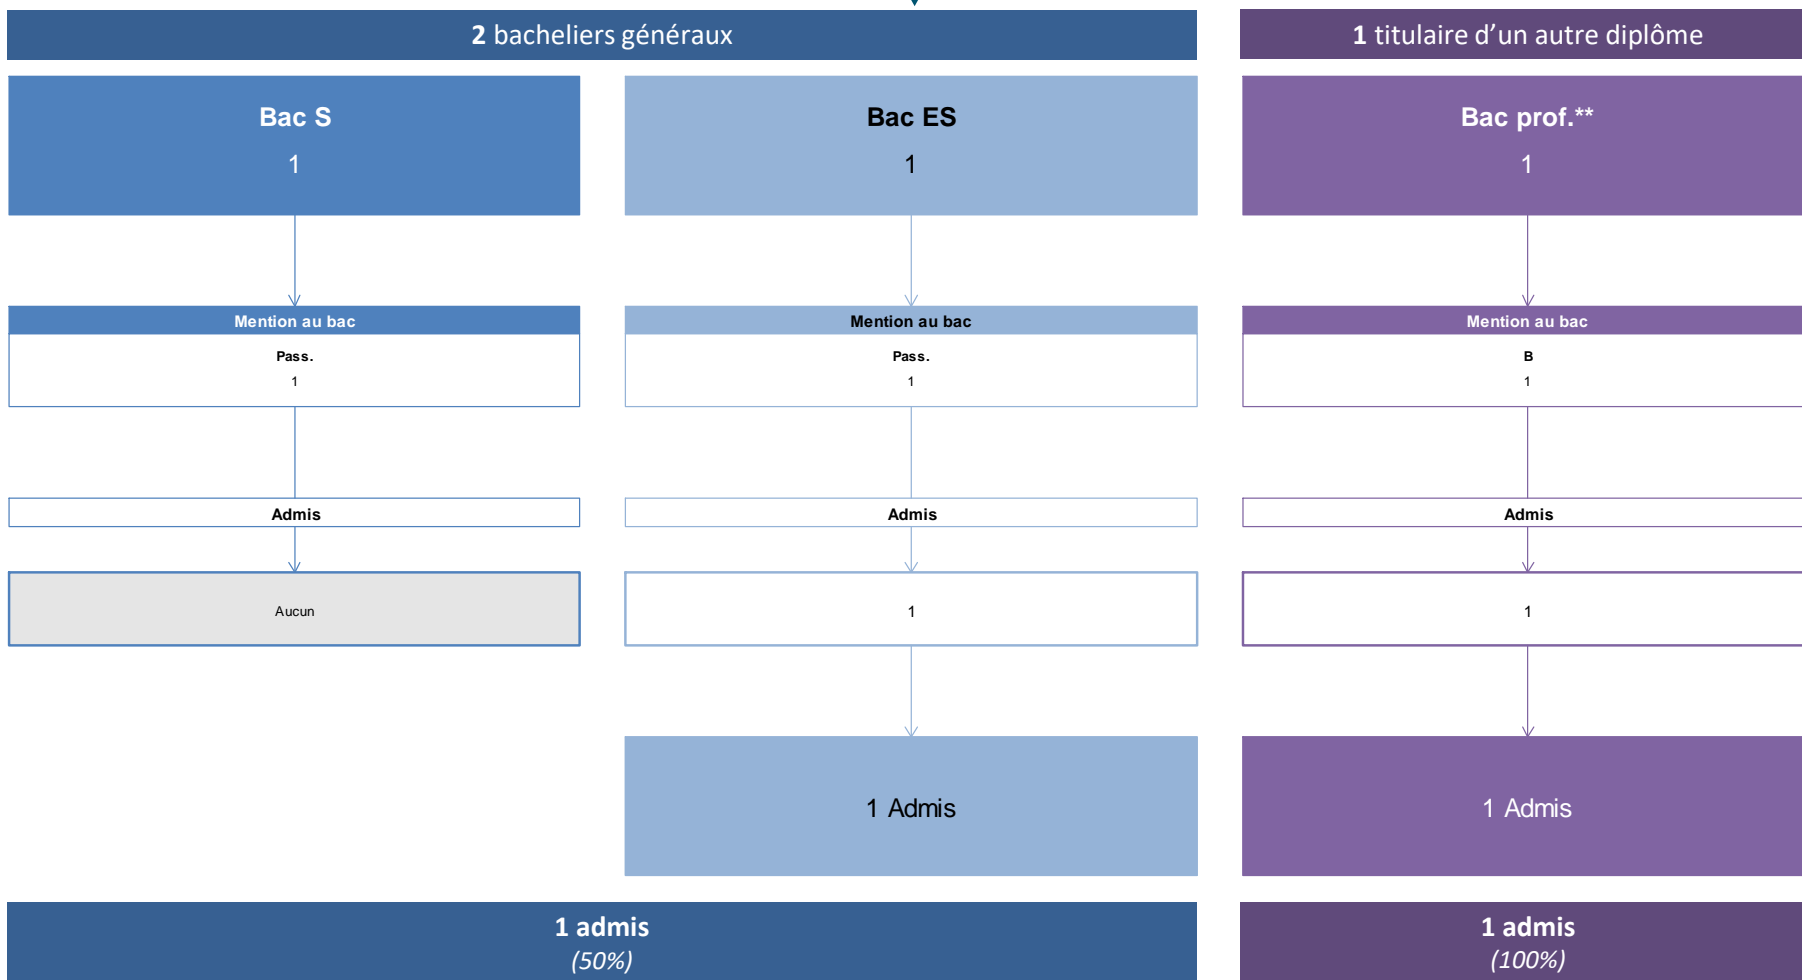 2 bacheliers généraux
1 titulaire d'un autre diplôme
Bac S
1
Bac ES
1
Bac prof.**
1
Mention au bac
Pass.
1
Mention au bac
Pass.
1
Mention au bac
B
1
Admis
Admis
Admis
Aucun
1
1
1 Admis
1 Admis
1 admis
(50%)
1 admis
(100%)